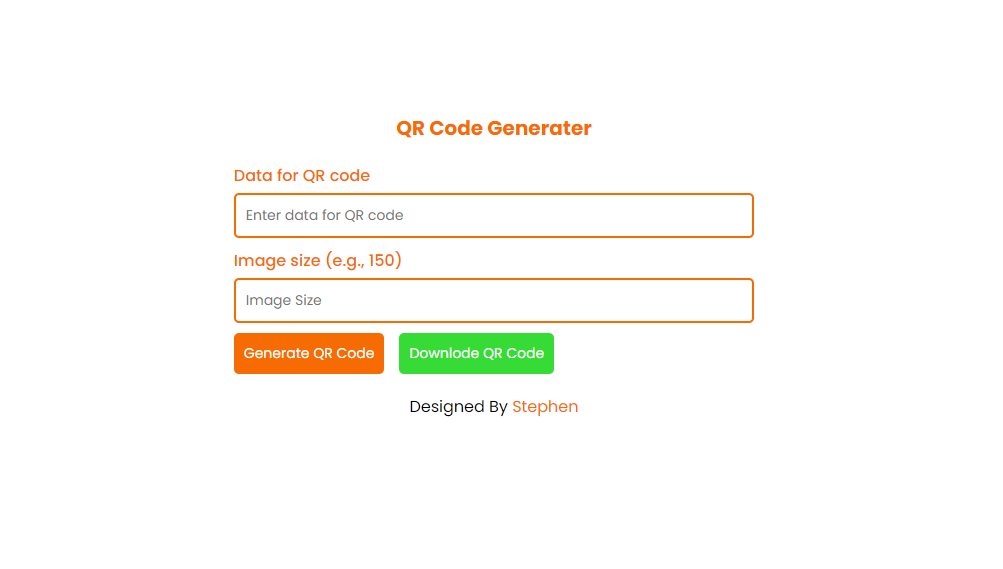 QR Code Generater
Data for QR code
Enter data for QR code
Image size (e.g., 150)
Image Size
Generate QR Code Downlode QR Code
Designed By Stephen